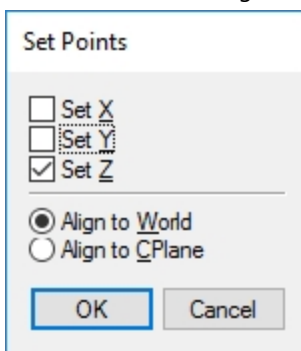 Set Points
Set X
Set Y
Set Z
Align to World
Align to CPlane
OK Cancel